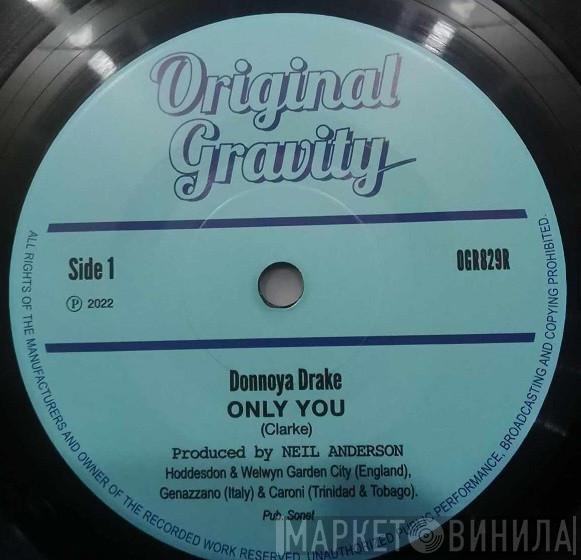 Original
Gravity
Side 1
OGR829R
℗ 2022
Donnoya Drake
ONLY YOU
(Clarke)
Produced by NEIL ANDERSON
Hoddesdon & Welwyn Garden City (England),
Genazzano (Italy) & Caroni (Trinidad & Tobago).
Pub. Sonet
ALL RIGHTS OF THE MANUFACTURERS AND OWNER OF THE RECORDED WORK RESERVED. UNAUTHORIZED PUBLIC PERFORMANCE, BROADCASTING AND COPYING PROHIBITED.
МАРКЕТ ВИНИЛА